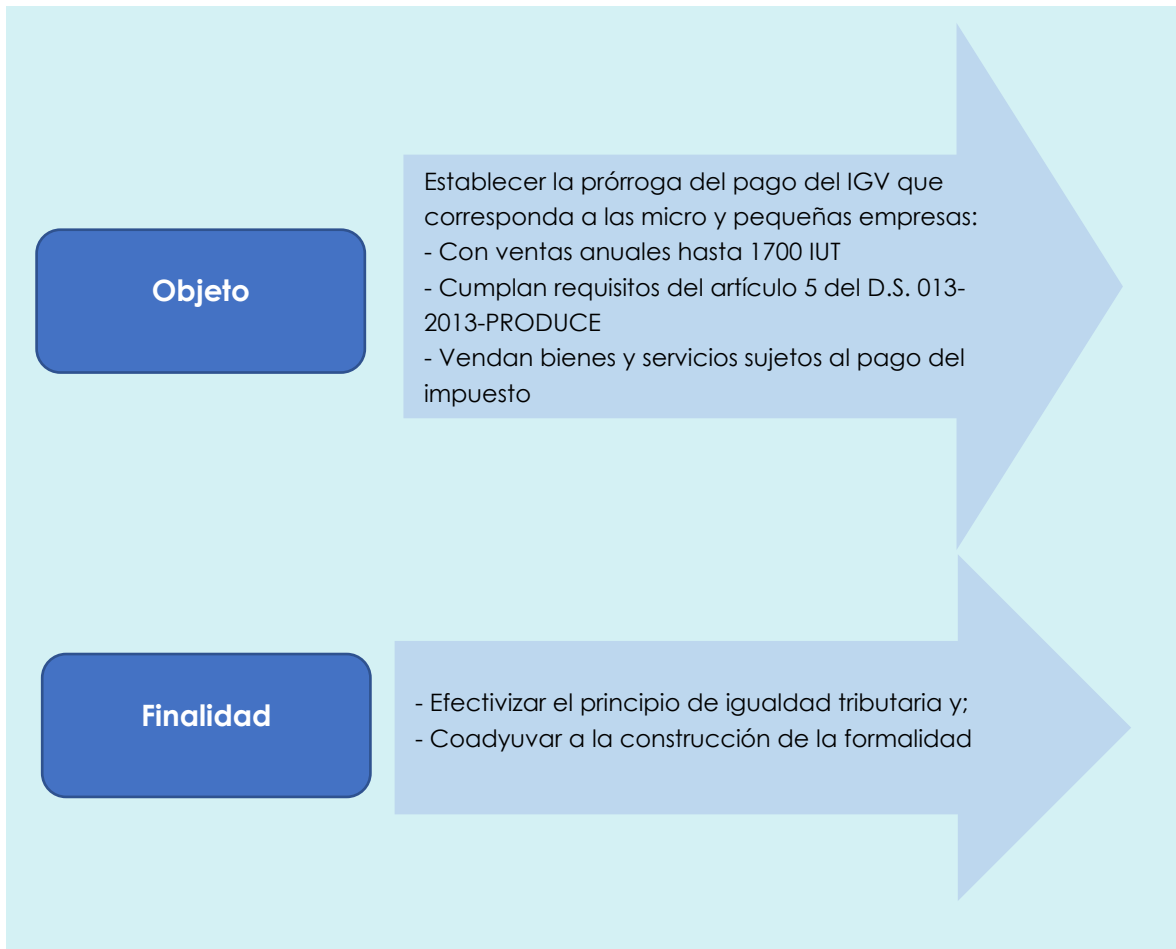 Objeto
Establecer la prórroga del pago del IGV que
corresponda a las micro y pequeñas empresas:
- Con ventas anuales hasta 1700 IUT
- Cumplan requisitos del artículo 5 del D.S. 013-
2013-PRODUCE
- Vendan bienes y servicios sujetos al pago del
impuesto
Finalidad
- Efectivizar el principio de igualdad tributaria y;
- Coadyuvar a la construcción de la formalidad